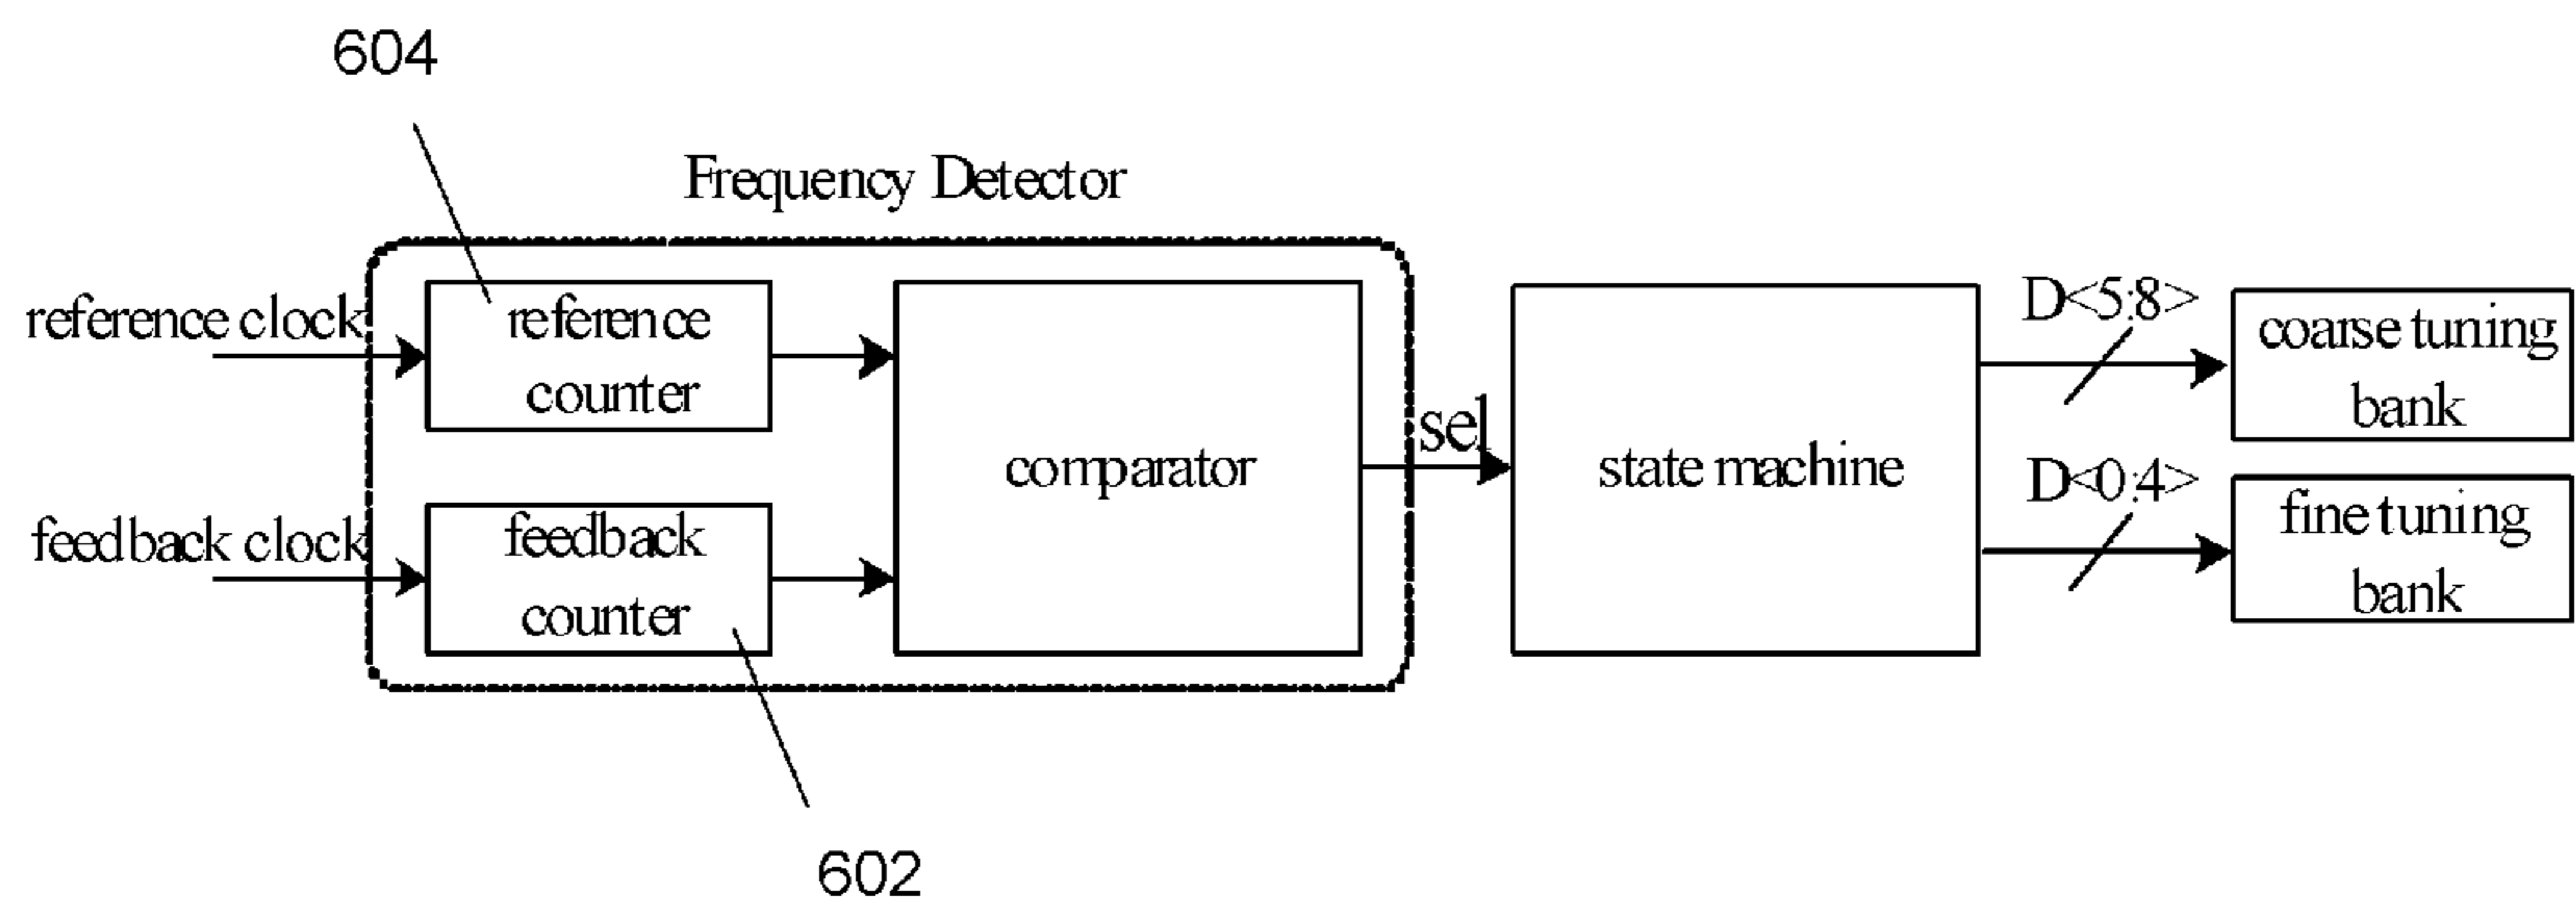 604
Frequency Detector
reference clock
reference
counter
feedback clock
feedback
counter
602
comparator
sel
state machine
D<5:8>
coarse tuning
bank
D<0:4>
fine tuning
bank